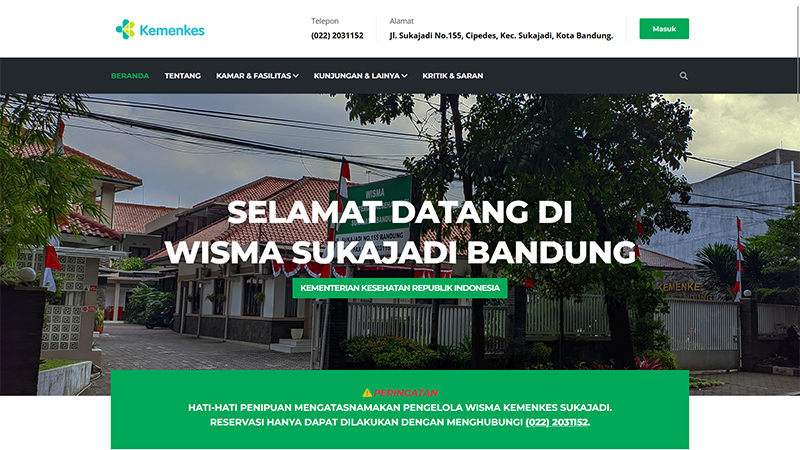 Kemenkes
Telepon
(022) 2031152
Alamat
Jl. Sukajadi No.155, Cipedes, Kec. Sukajadi, Kota Bandung.
Masuk
BERANDA
TENTANG
KAMAR & FASILITAS
KUNJUNGAN & LAINYA
KRITIK & SARAN
WISMA
SELAMAT DATANG DI
WISMA SUKAJADI BANDUNG
KEMENTERIAN KESEHATAN REPUBLIK INDONESIA
KEMENKE
BANDUNG
⚠ PERINGATAN
HATI-HATI PENIPUAN MENGATASNAMAKAN PENGELOLA WISMA KEMENKES SUKAJADI.
RESERVASI HANYA DAPAT DILAKUKAN DENGAN MENGHUBUNGI (022) 2031152.